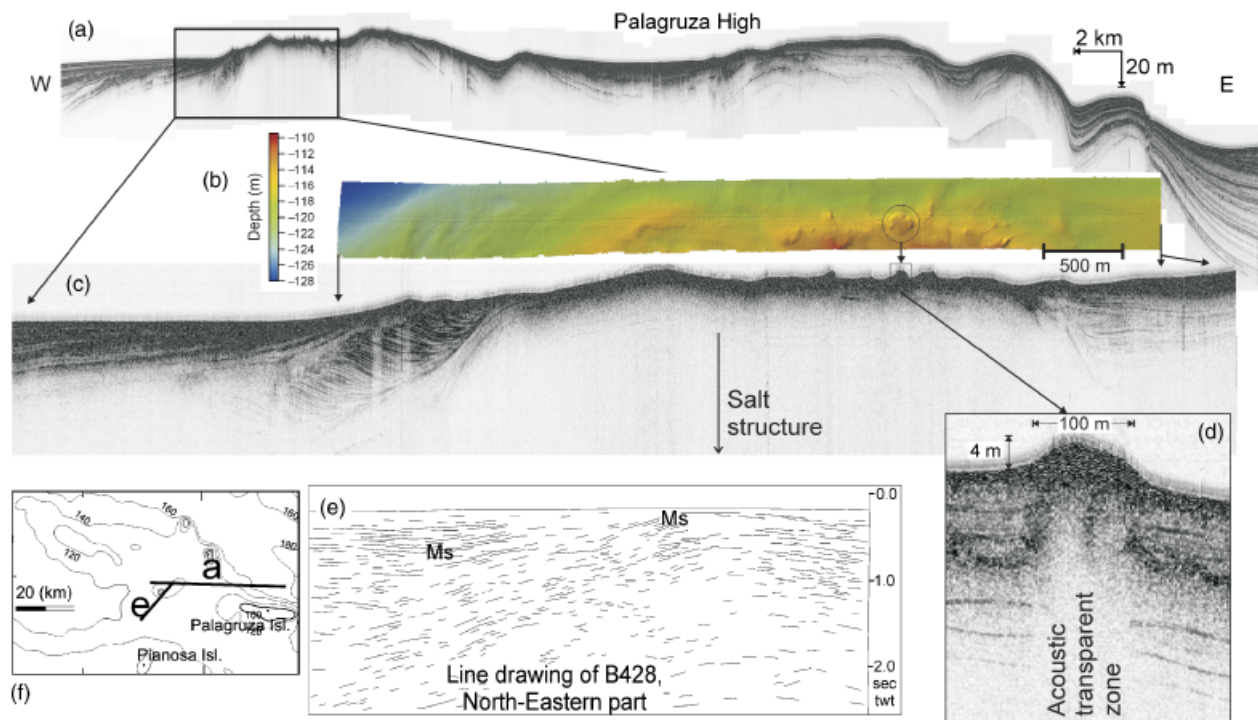 (a)
Palagruza High
2 km
20 m
W
E
(b)
Depth (m)
−110
−112
−114
−116
−118
−120
−122
−124
−126
−128
500 m
(c)
Salt
structure
(d)
100 m
4 m
Acoustic
transparent
zone
(e)
Ms
Ms
0.0
1.0
2.0
sec
twt
Line drawing of B428,
North-Eastern part
(f)
140
160
120
180
a
e
20 (km)
Palagruza Isl.
Pianosa Isl.